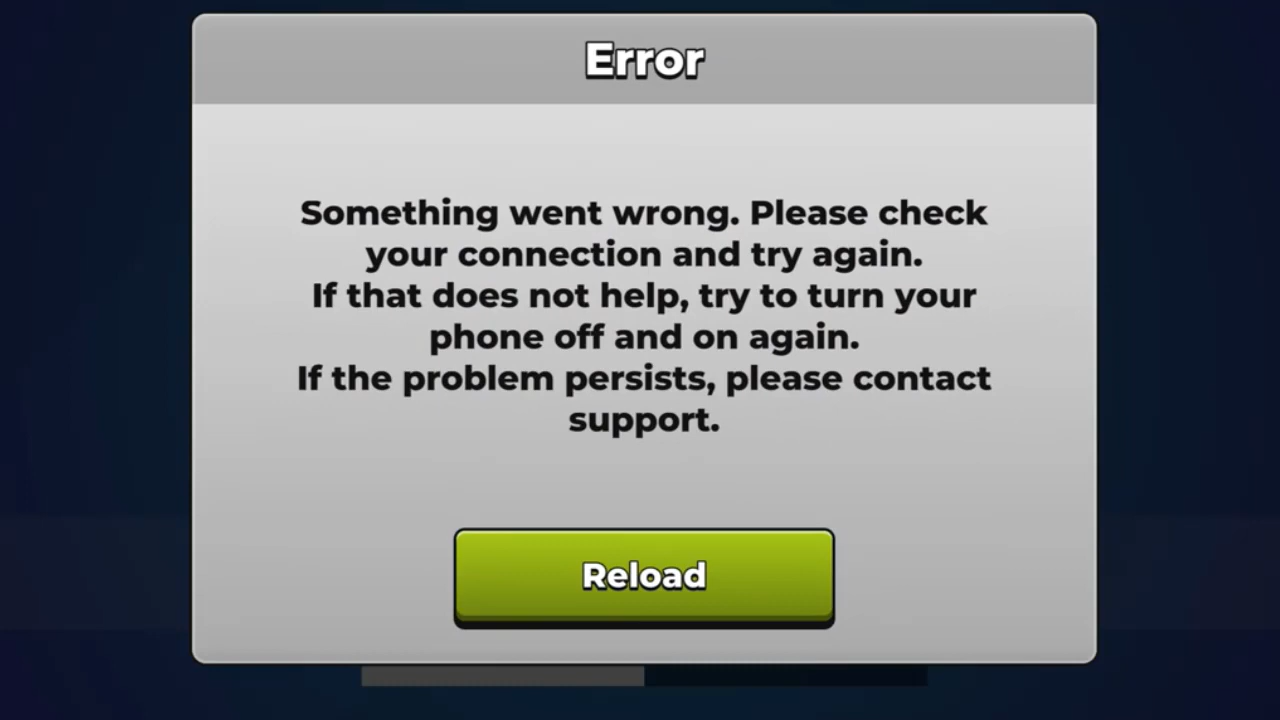 Error
Something went wrong. Please check
your connection and try again.
If that does not help, try to turn your
phone off and on again.
If the problem persists, please contact
support.
Reload